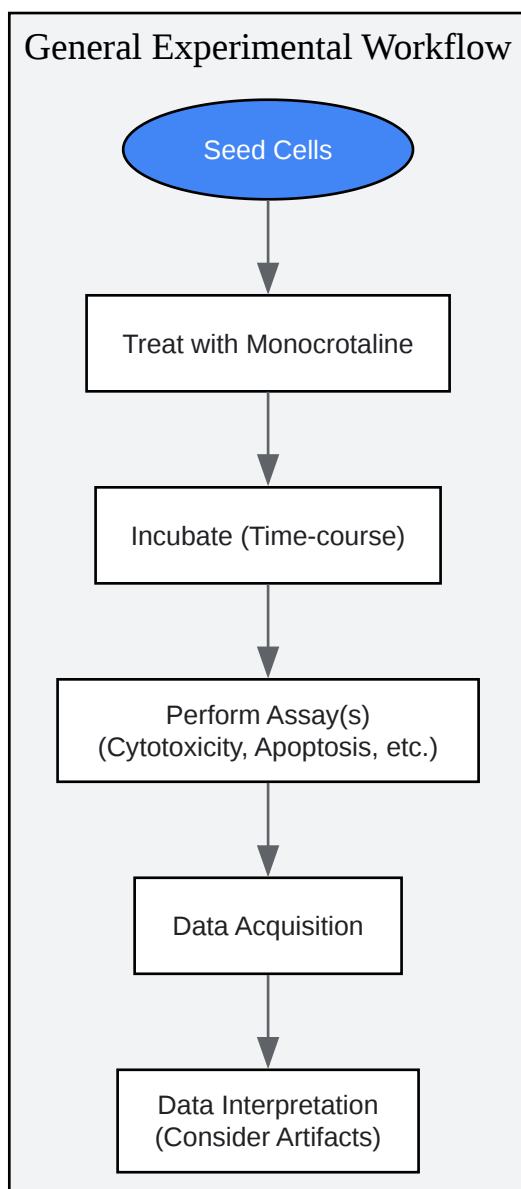 General Experimental Workflow
Seed Cells
Treat with Monocrotaline
Incubate (Time-course)
Perform Assay(s)
(Cytotoxicity, Apoptosis, etc.)
Data Acquisition
Data Interpretation
(Consider Artifacts)